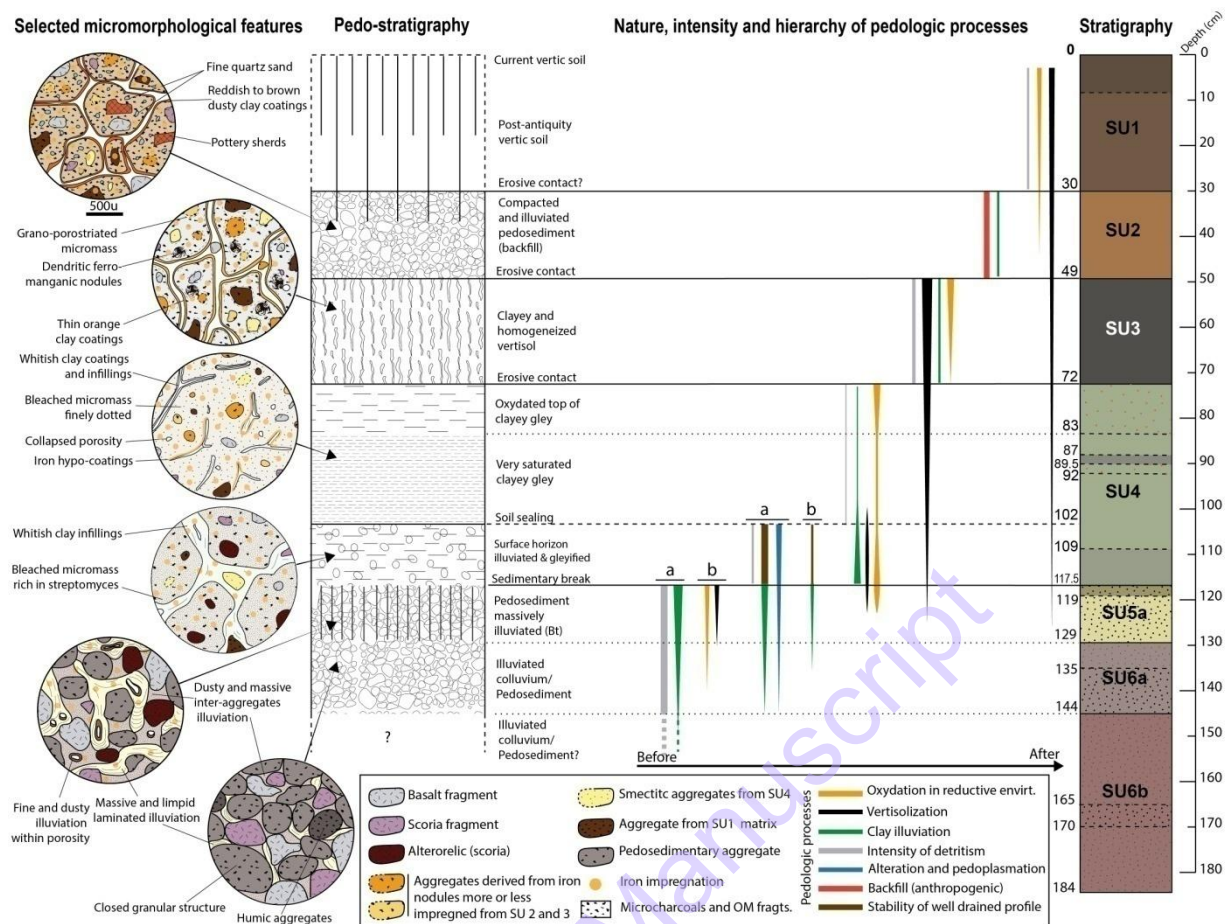 Selected micromorphological features
Pedo-stratigraphy
Nature, intensity and hierarchy of pedologic processes
Stratigraphy
Depth (cm)
Fine quartz sand
Reddish to brown
dusty clay coatings
Pottery sherds
500u
Grano-porostriated
micromass
Dendritic ferro-
manganic nodules
Thin orange
clay coatings
Whitish clay coatings
and infillings
Bleached micromass
finely dotted
Collapsed porosity
Iron hypo-coatings
Whitish clay infillings
Bleached micromass
rich in streptomyces
Dusty and massive
inter-aggregates
illuviation
Fine and dusty
illuviation
within porosity
Massive and limpid
laminated illuviation
Closed granular structure
Humic aggregates
?
Current vertic soil
Post-antiquity
vertic soil
Erosive contact?
Compacted
and illuviated
pedosediment
(backfill)
Erosive contact
Clayey and
homogeneized
vertisol
Erosive contact
Oxydated top of
clayey gley
Very saturated
clayey gley
Soil sealing
Surface horizon
illuviated & gleyified
Sedimentary break
Pedosediment
massively
illuviated (Bt)
Illuviated
colluvium/
Pedosediment
Illuviated
colluvium/
Pedosediment?
a
b
a
b
Before
After
0
30
49
72
83
87
89.5
92
102
109
117.5
119
129
135
144
165
170
184
SU1
SU2
SU3
SU4
SU5a
SU6a
SU6b
0
10
20
30
40
50
60
70
80
90
100
110
120
130
140
150
160
170
180
Basalt fragment
Scoria fragment
Alterorelic (scoria)
Aggregates derived from iron
nodules more or less
impregned from SU 2 and 3
Smectitc aggregates from SU4
Aggregate from SU1 matrix
Pedosedimentary aggregate
Iron impregnation
Microcharcoals and OM fragts.
Pedologic processes
Oxydation in reductive envirt.
Vertisolization
Clay illuviation
Intensity of detritism
Alteration and pedoplasmation
Backfill (anthropogenic)
Stability of well drained profile
Manuscript